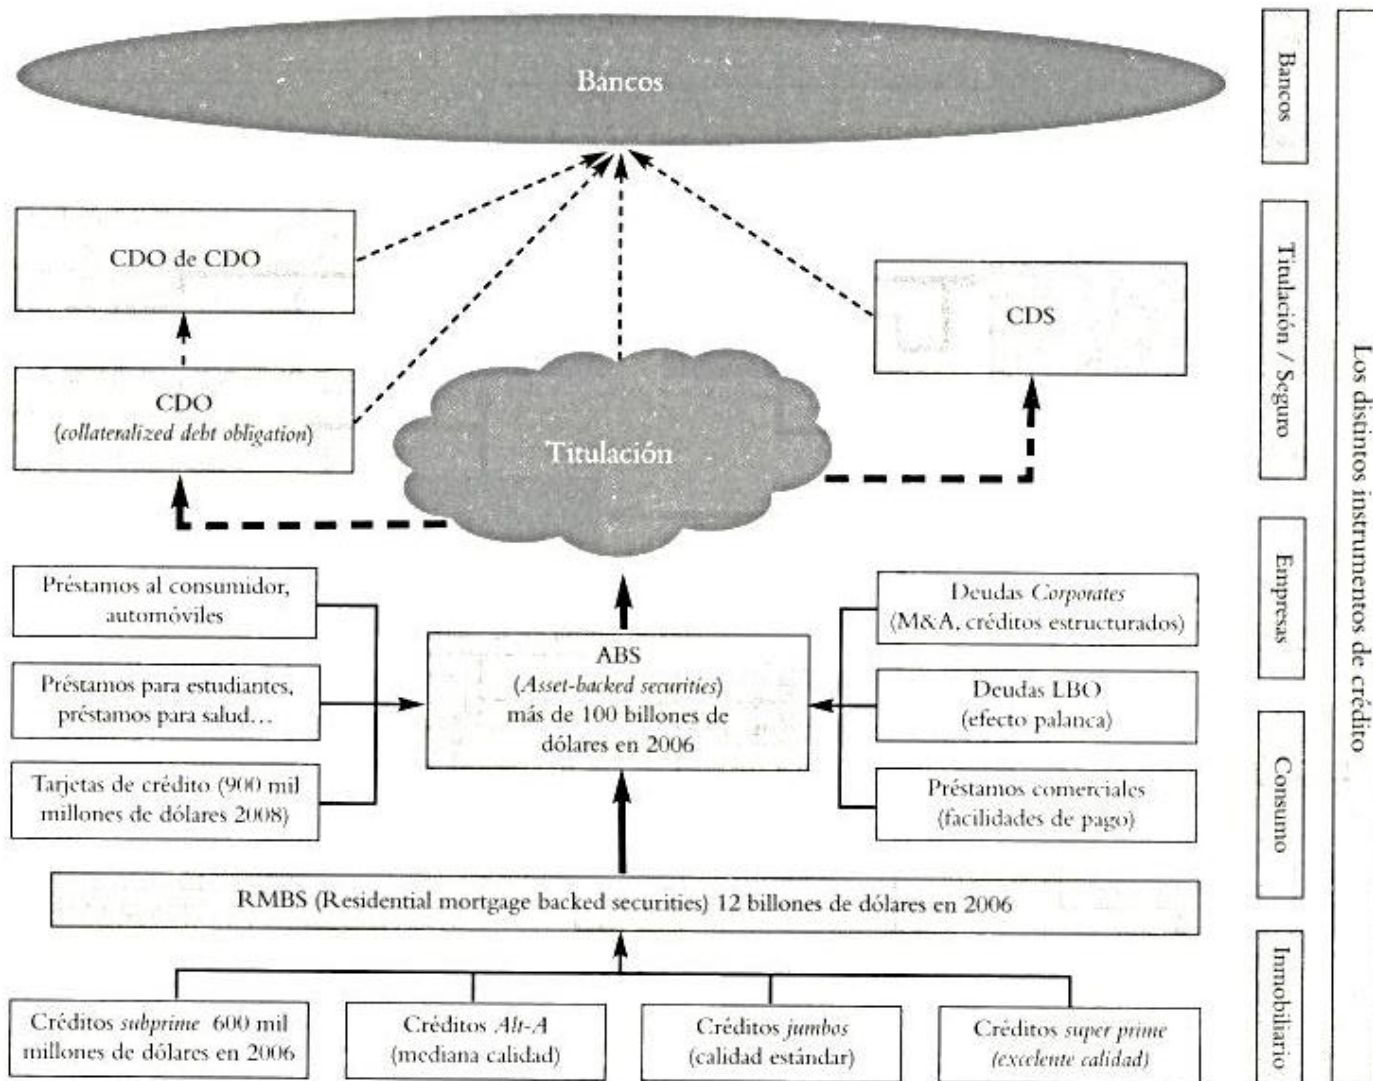 Bancos
CDO de CDO
CDS
CDO
(collateralized debt obligation)
Titulación
Préstamos al consumidor,
automóviles
Préstamos para estudiantes,
préstamos para salud…
Tarjetas de crédito (900 mil
millones de dólares 2008)
ABS
(Asset-backed securities)
más de 100 billones de
dólares en 2006
Deudas Corporates
(M&A, créditos estructurados)
Deudas LBO
(efecto palanca)
Préstamos comerciales
(facilidades de pago)
RMBS (Residential mortgage backed securities) 12 billones de dólares en 2006
Créditos subprime 600 mil
millones de dólares en 2006
Créditos Alt-A
(mediana calidad)
Créditos jumbos
(calidad estándar)
Créditos super prime
(excelente calidad)
Bancos
Titulación / Seguro
Empresas
Consumo
Inmobiliario
Los distintos instrumentos de crédito